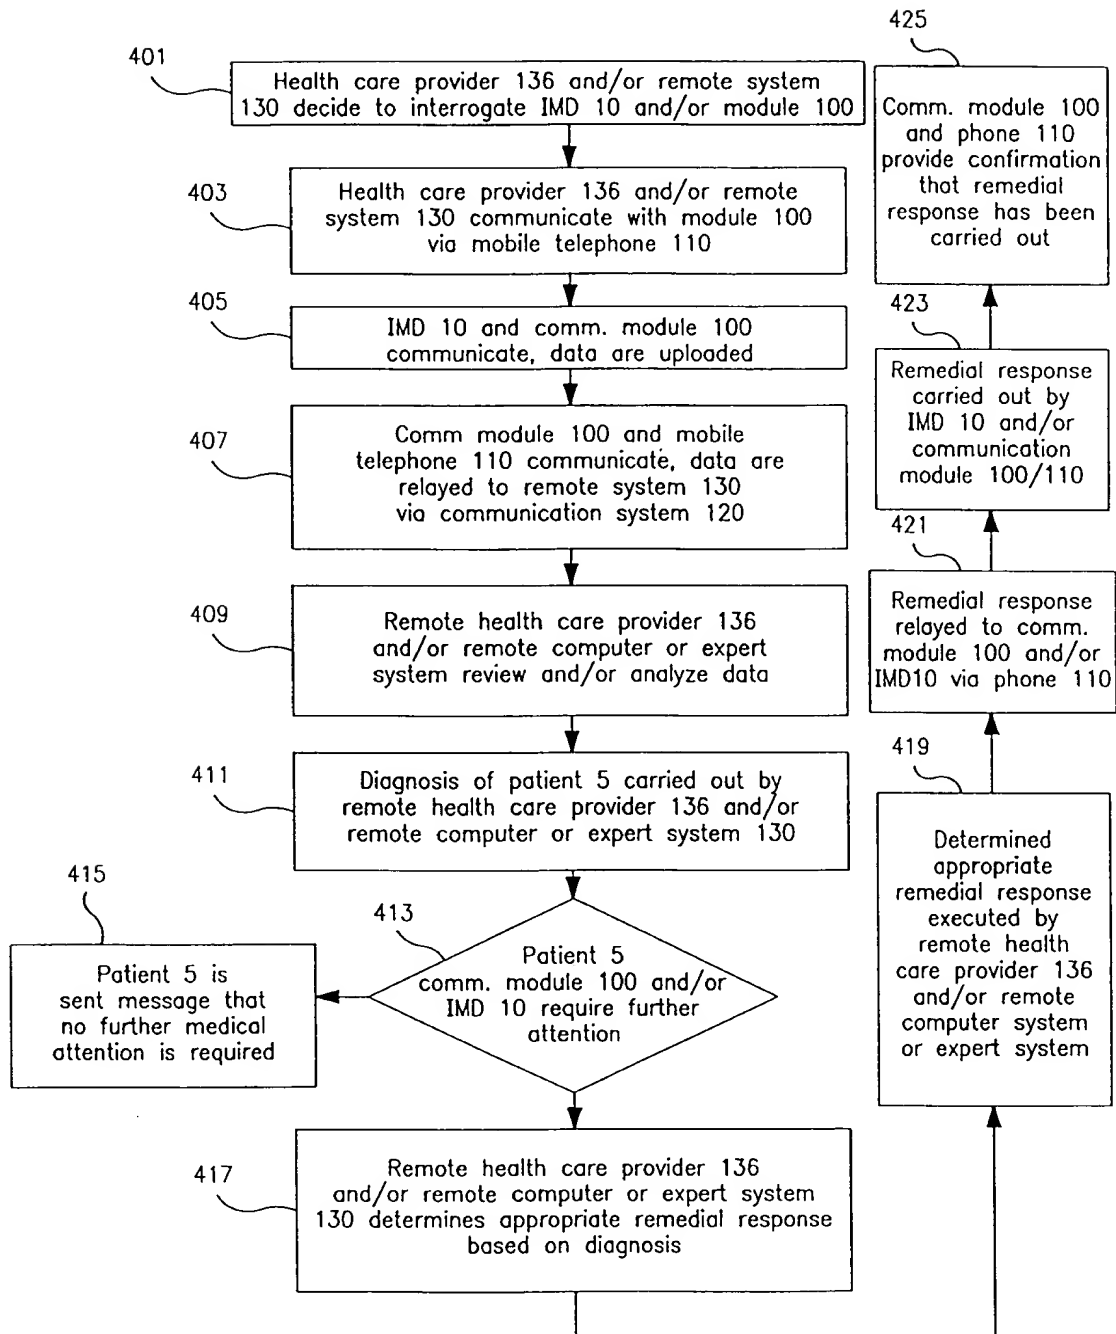 401
Health care provider 136 and/or remote system
130 decide to interrogate IMD 10 and/or module 100
403
Health care provider 136 and/or remote
system 130 communicate with module 100
via mobile telephone 110
405
IMD 10 and comm. module 100
communicate, data are uploaded
407
Comm module 100 and mobile
telephone 110 communicate, data are
relayed to remote system 130
via communication system 120
409
Remote health care provider 136
and/or remote computer or expert
system review and/or analyze data
411
Diagnosis of patient 5 carried out by
remote health care provider 136 and/or
remote computer or expert system 130
413
Patient 5
comm. module 100 and/or
IMD 10 require further
attention
415
Patient 5 is
sent message that
no further medical
attention is required
417
Remote health care provider 136
and/or remote computer or expert system
130 determines appropriate remedial response
based on diagnosis
419
Determined
appropriate
remedial response
executed by
remote health
care provider 136
and/or remote
computer system
or expert system
421
Remedial response
relayed to comm.
module 100 and/or
IMD10 via phone 110
423
Remedial response
carried out by
IMD 10 and/or
communication
module 100/110
425
Comm. module 100
and phone 110
provide confirmation
that remedial
response has been
carried out